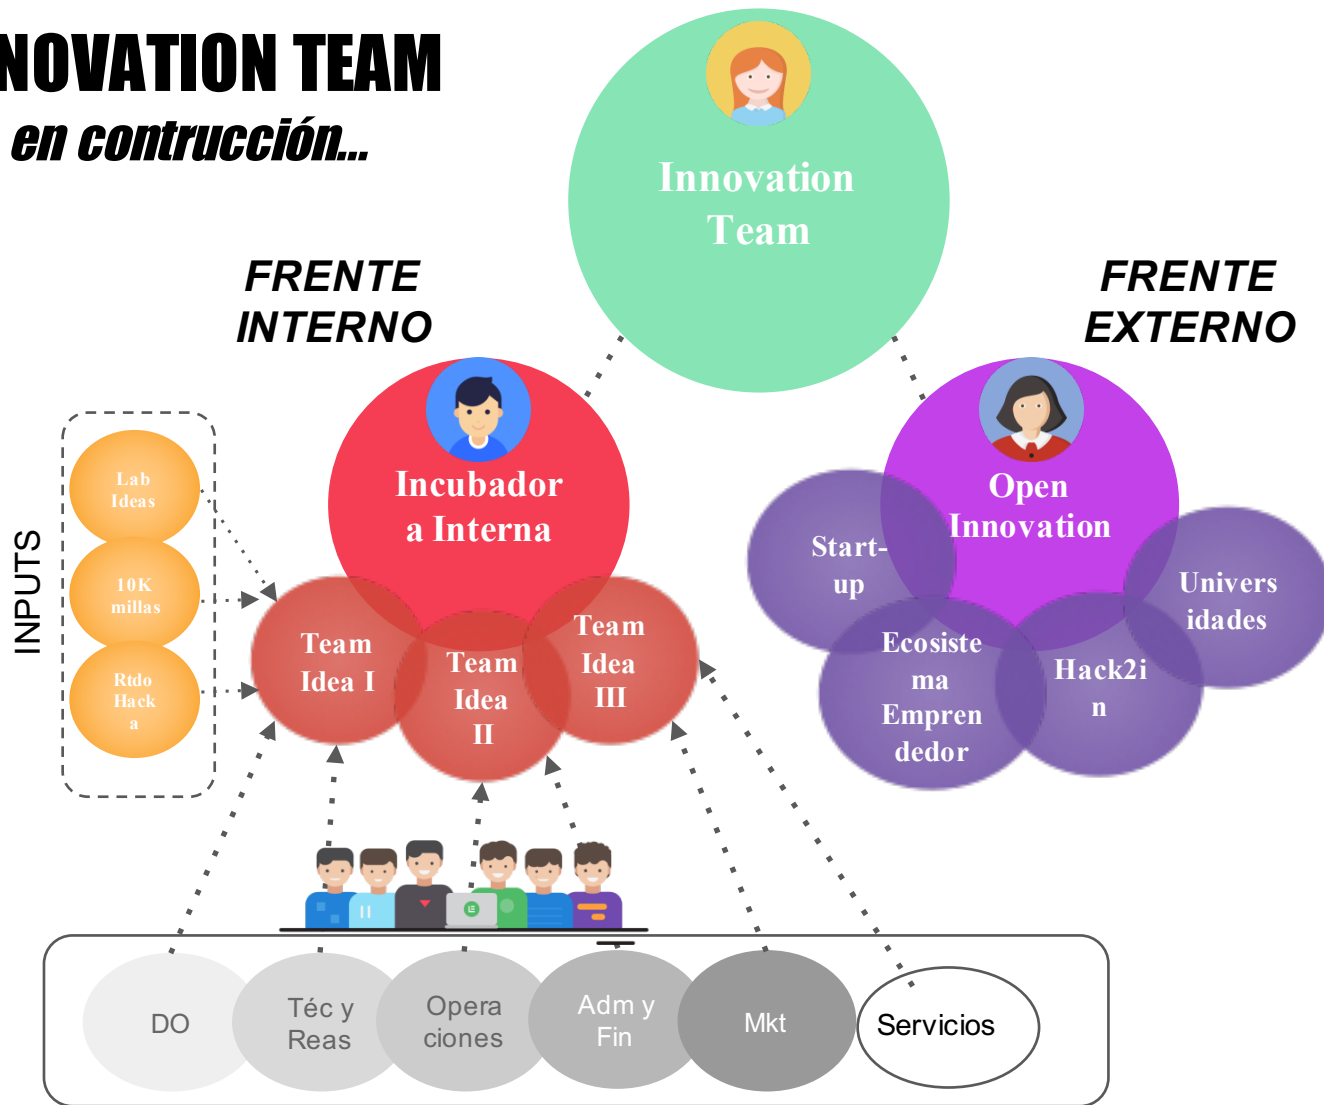 NOVATION TEAM
en contrucción...
Innovation
Team
FRENTE
INTERNO
FRENTE
EXTERNO
Incubador
a Interna
Open
Innovation
INPUTS
Lab
Ideas
10K
millas
Rtdo
Hack
a
Team
Idea I
Team
Idea
II
Team
Idea
III
Start-
up
Ecosiste
ma
Empren
dedor
Hack2i
n
Univers
idades
DO
Téc y
Reas
Opera
ciones
Adm y
Fin
Mkt
Servicios